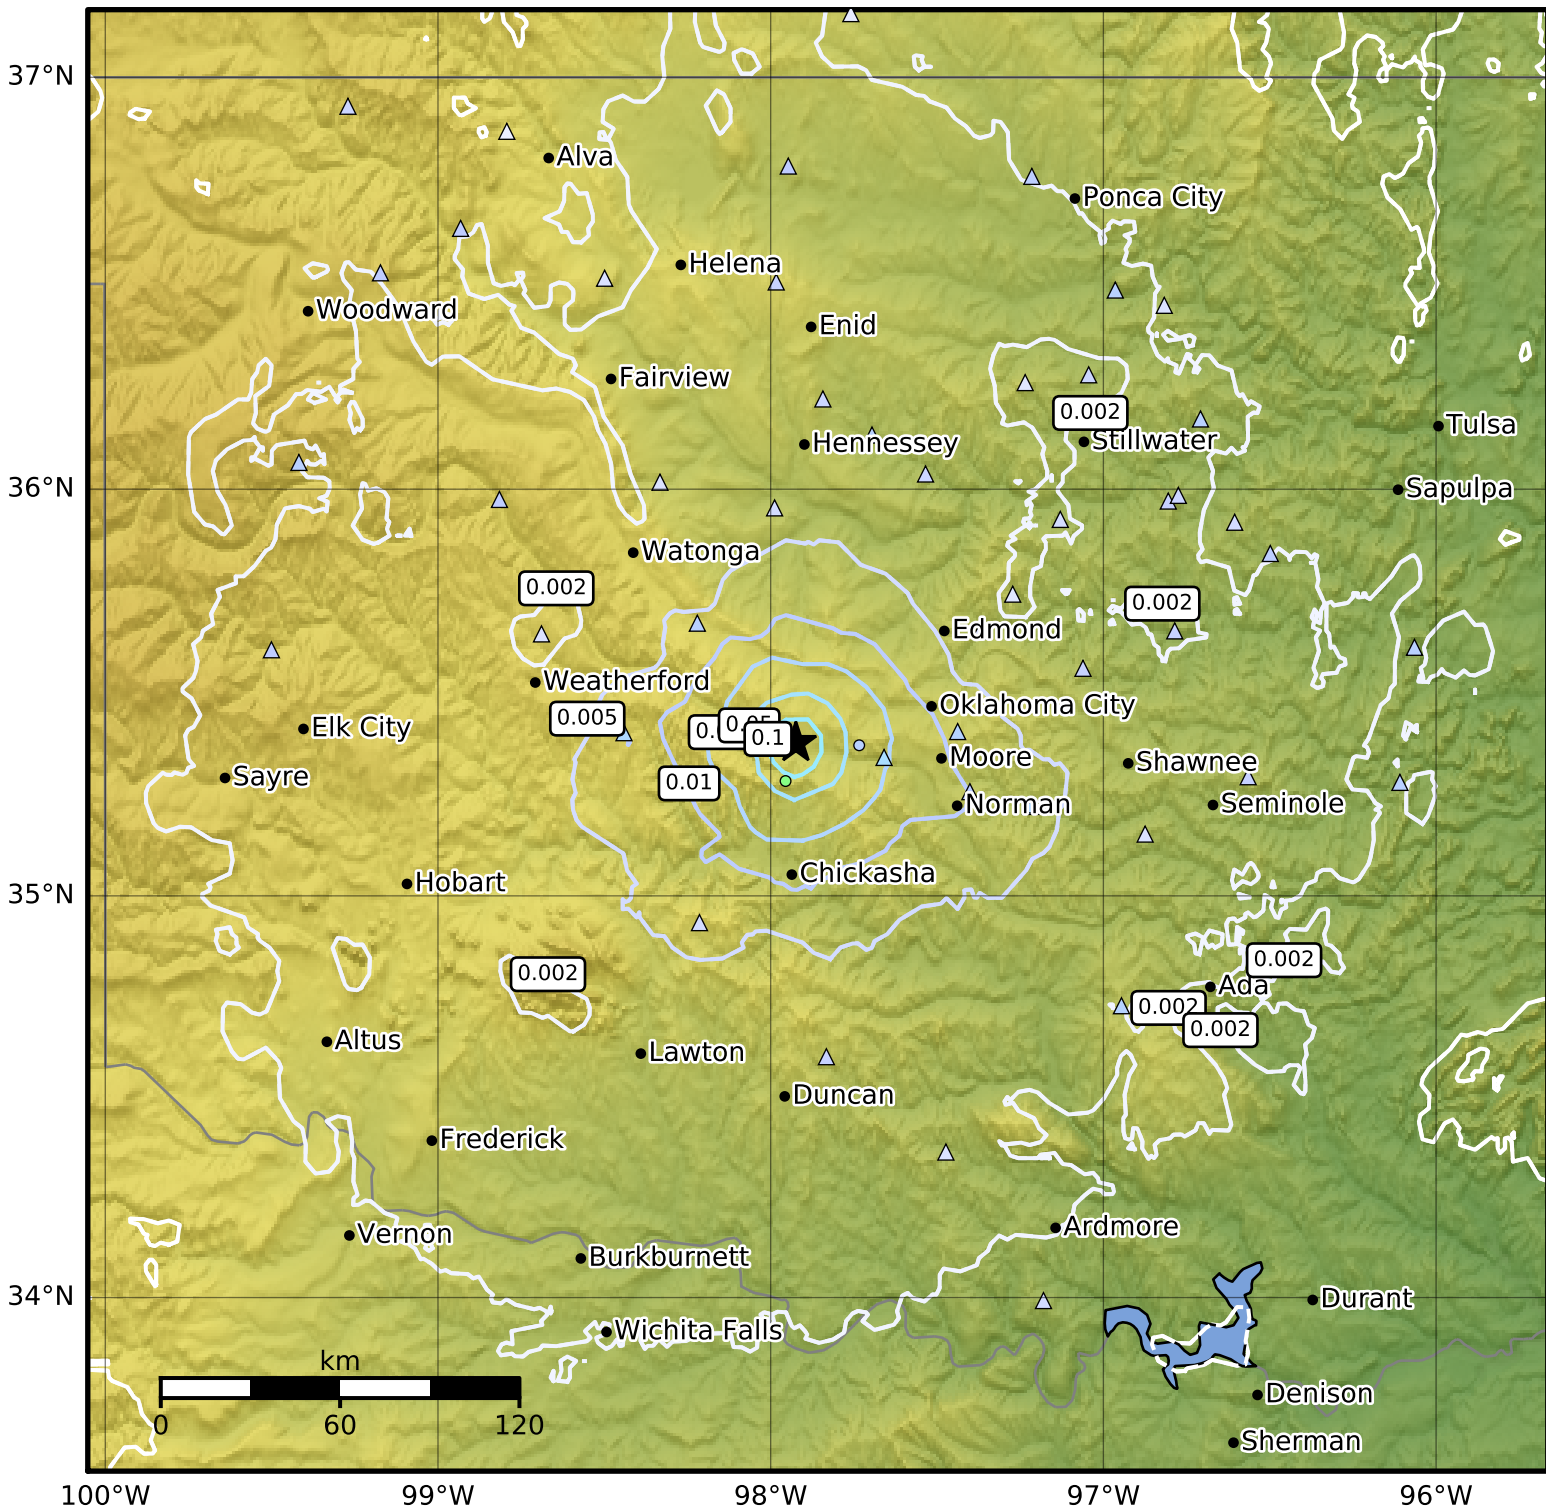 37°N
Alva
Ponca City
Helena
Woodward
Enid
Fairview
0.002
Tulsa
Hennessey
Stillwater
36°N
Sapulpa
Watonga
0.002
0.002
Edmond
Weatherford
Oklahoma City
0.005
Elk City
0.05
0.1
Moore
Shawnee
Sayre
0.01
Norman
Seminole
Chickasha
Hobart
35°N
0.002
0.002
Ada
0.002
0.002
Altus
Lawton
Duncan
Frederick
Ardmore
Vernon
Burkburnett
34°N
Durant
Wichita Falls
km
Denison
0 60 120
Sherman
100°W 99°W 98°W 97°W 96°W